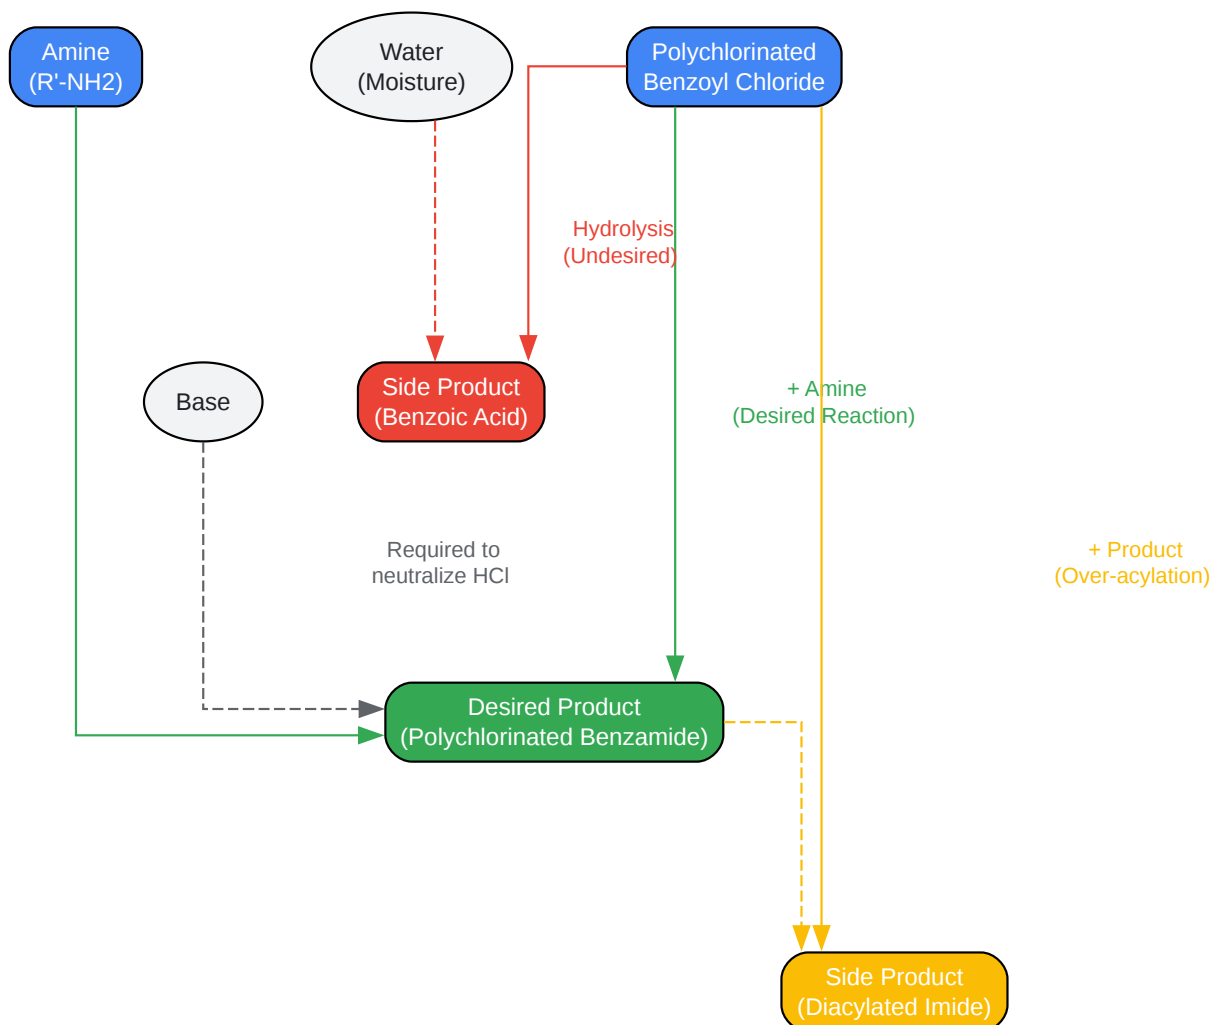 Amine
(R'-NH2)
Water
(Moisture)
Polychlorinated
Benzoyl Chloride
Hydrolysis
(Undesired)
Base
Side Product
(Benzoic Acid)
+ Amine
(Desired Reaction)
Required to
neutralize HCl
+ Product
(Over-acylation)
Desired Product
(Polychlorinated Benzamide)
Side Product
(Diacylated Imide)